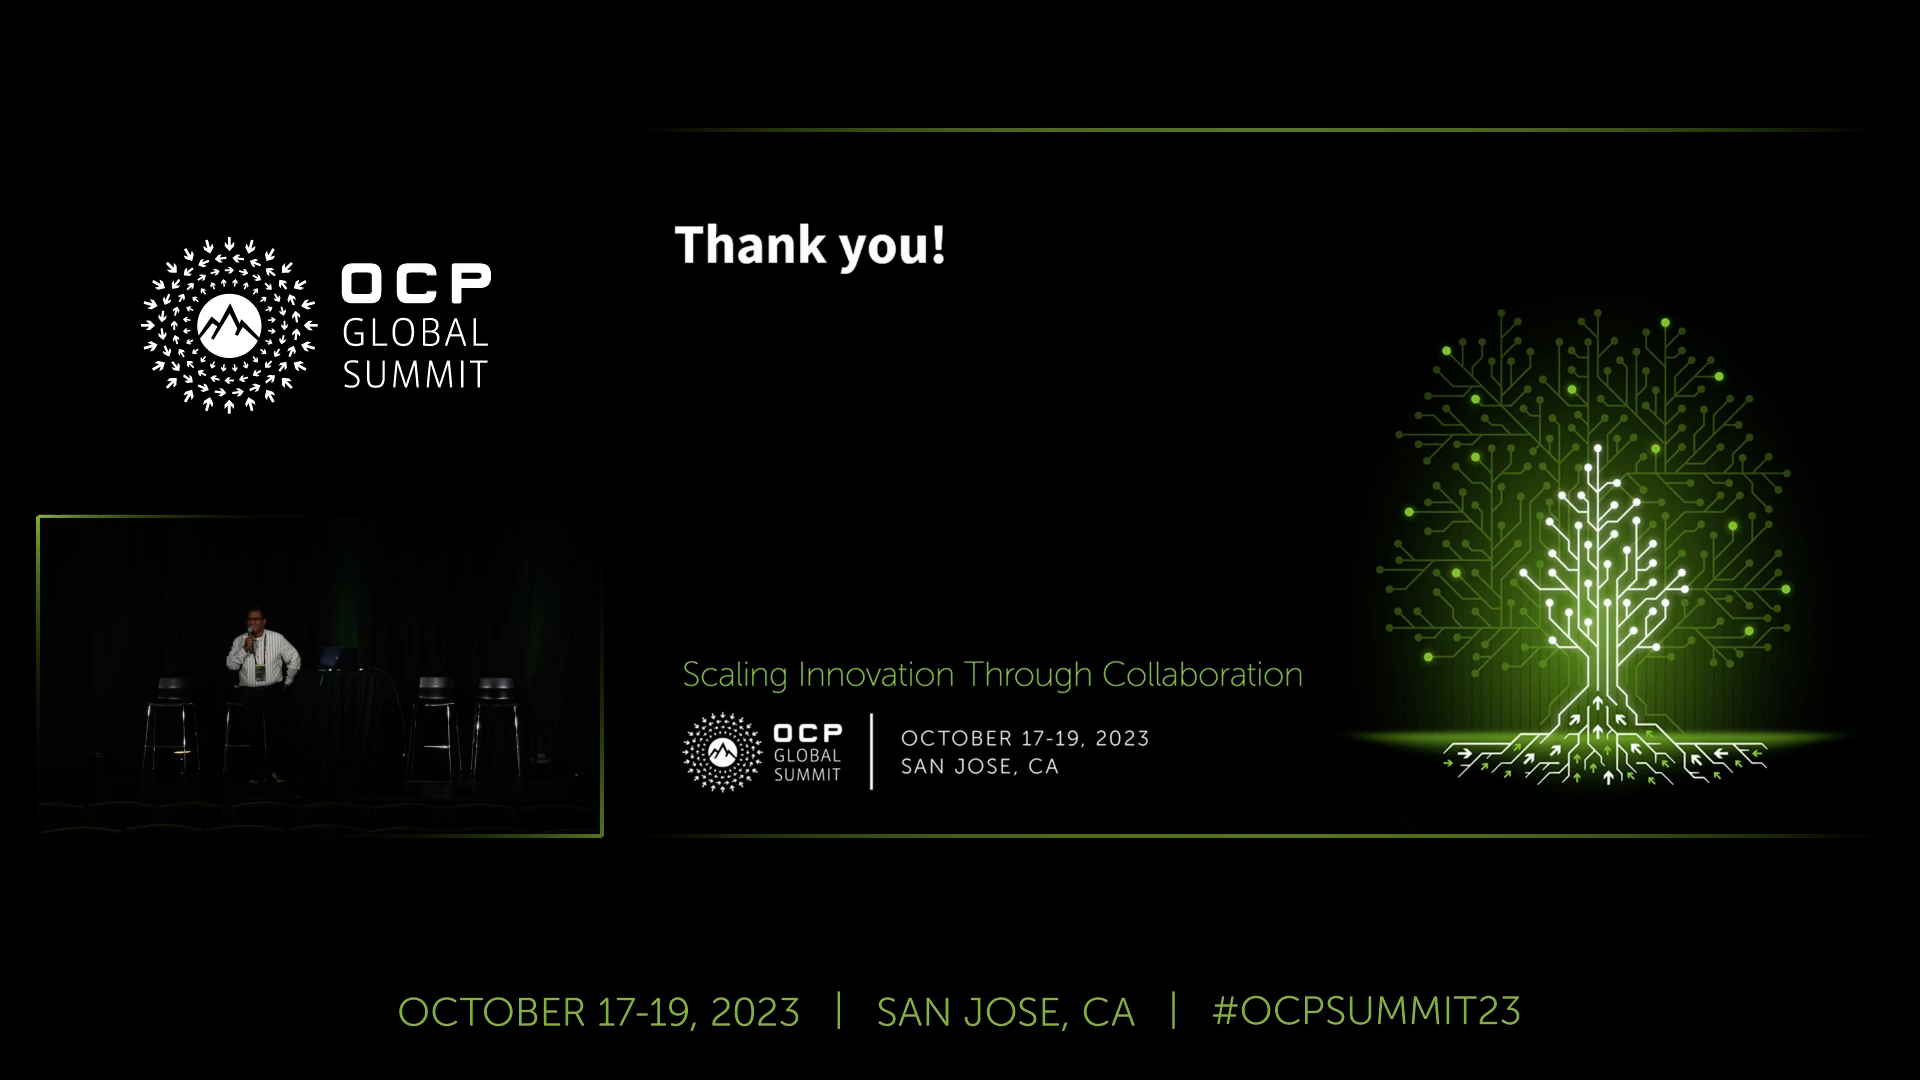 OCP
GLOBAL
SUMMIT
Thank you!
Scaling Innovation Through Collaboration
OCP
GLOBAL
SUMMIT
OCTOBER 17-19, 2023
SAN JOSE, CA
OCTOBER 17-19, 2023 | SAN JOSE, CA | #OCPSUMMIT23